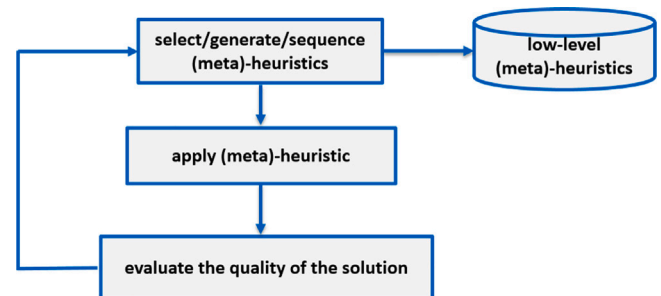 select/generate/sequence
(meta)-heuristics
low-level
(meta)-heuristics
apply (meta)-heuristic
evaluate the quality of the solution